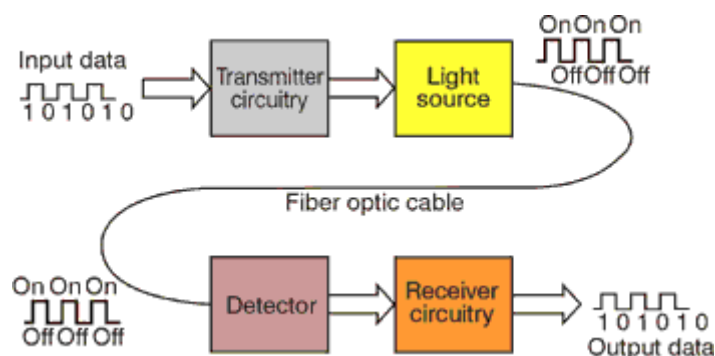 On On On
Off Off Off
Input data
1 0 1 0 1 0
Transmitter
circuitry
Light
source
Fiber optic cable
On On On
Off Off Off
Detector
Receiver
circuitry
1 0 1 0 1 0
Output data